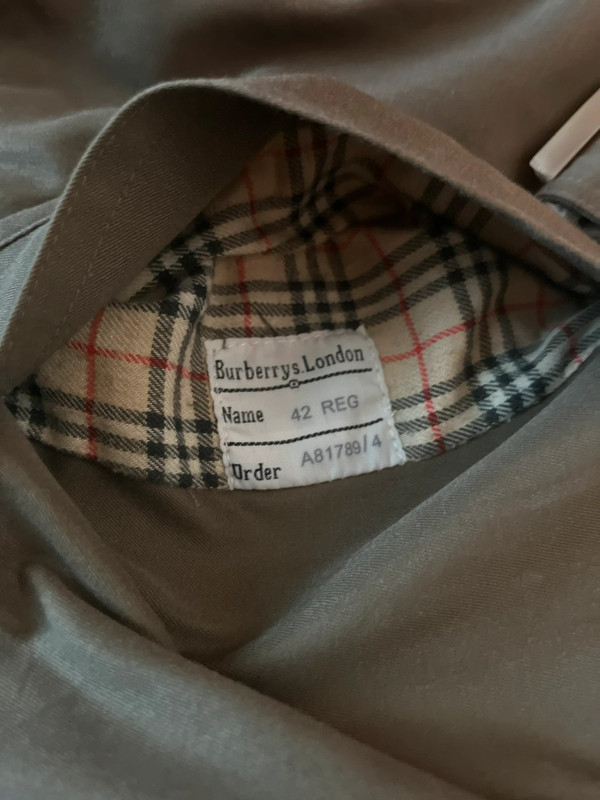 Burberrys.London
Name 42 REG
Order A81789/4